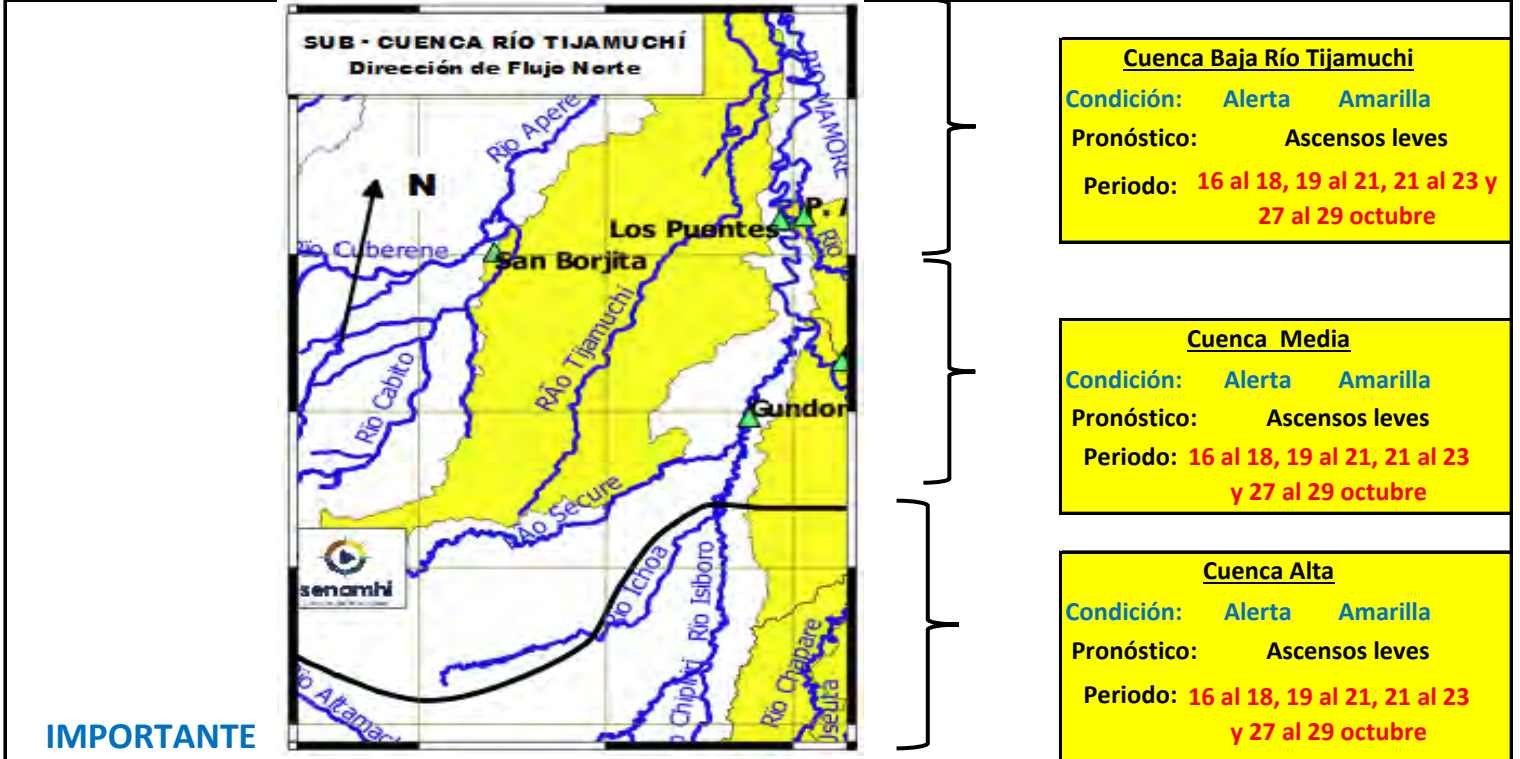 SUB - CUENCA RÍO TIJAMUCHÍ
Dirección de Flujo Norte
Río Apere
RIO MAMORE
N
P. A
Los Puentes
Río
Río Cuberene
San Borjita
RÃo Tijamuchí
Río Cabito
Gundon
RÃo Secure
senamhi
Río Ichoa
Río Isiboro
Chipiriri
Río Chapare
Río Altamach
IMPORTANTE
Cuenca Baja Río Tijamuchi
Condición: Alerta Amarilla
Pronóstico: Ascensos leves
Periodo: 16 al 18, 19 al 21, 21 al 23 y
27 al 29 octubre
Cuenca Media
Condición: Alerta Amarilla
Pronóstico: Ascensos leves
Periodo: 16 al 18, 19 al 21, 21 al 23
y 27 al 29 octubre
Cuenca Alta
Condición: Alerta Amarilla
Pronóstico: Ascensos leves
Periodo: 16 al 18, 19 al 21, 21 al 23
y 27 al 29 octubre